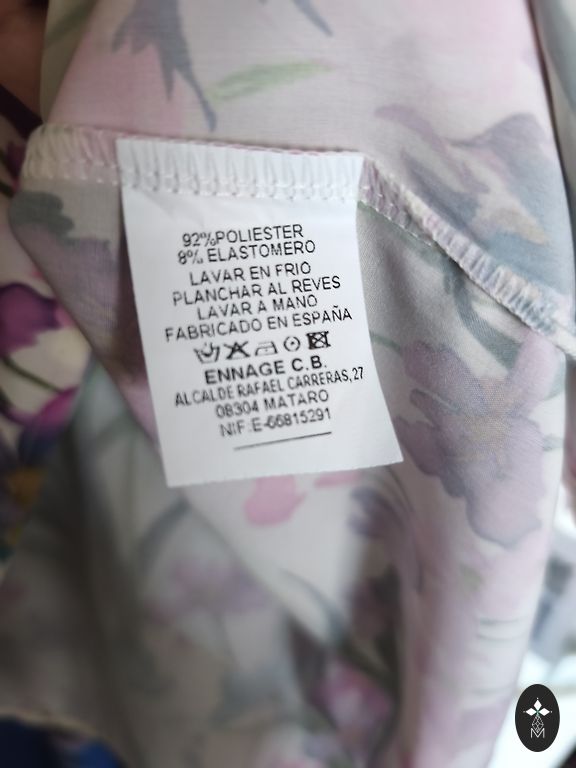 92%POLIESTER
8% ELASTOMERO
LAVAR EN FRIO
PLANCHAR AL REVES
LAVAR A MANO
FABRICADO EN ESPAÑA
ENNAGE C.B.
ALCALDE RAFAEL CARRERAS,27
08304 MATARO
NIF:E-66815291
M